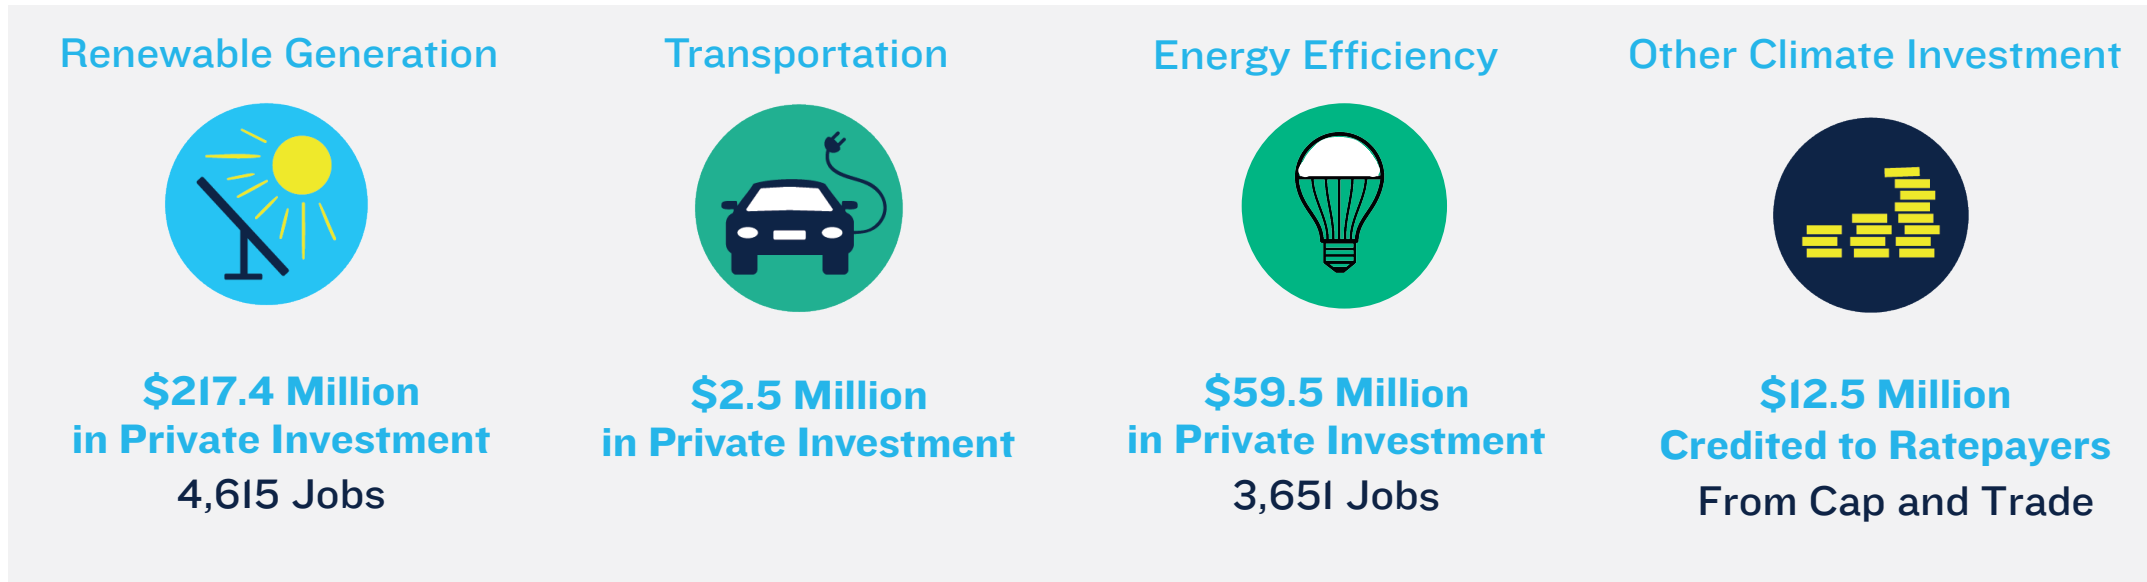 Renewable Generation
Transportation
Energy Efficiency
Other Climate Investment
$217.4 Million
in Private Investment
4,615 Jobs
$2.5 Million
in Private Investment
$59.5 Million
in Private Investment
3,651 Jobs
$12.5 Million
Credited to Ratepayers
From Cap and Trade